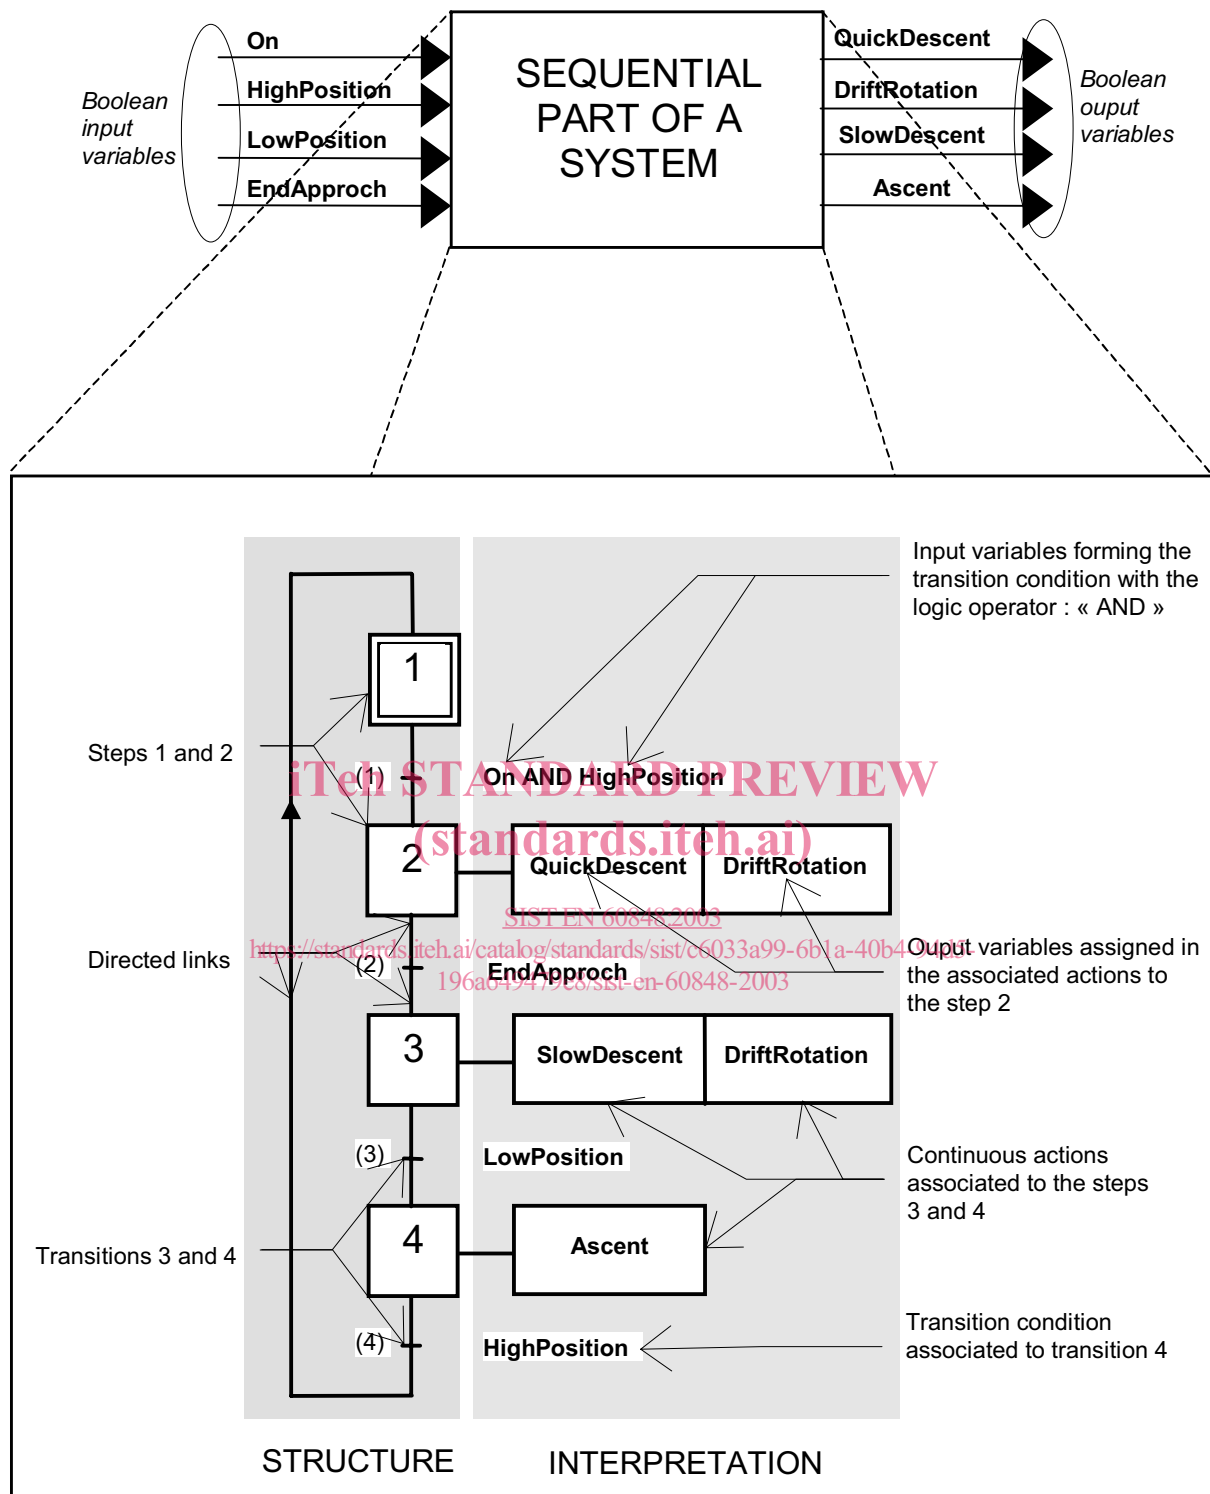 On
HighPosition
LowPosition
EndApproch
Boolean
input
variables
SEQUENTIAL
PART OF A
SYSTEM
QuickDescent
DriftRotation
SlowDescent
Ascent
Boolean
ouput
variables
Input variables forming the
transition condition with the
logic operator : « AND »
1
Steps 1 and 2
(1)
On AND HighPosition
iTeh STANDARD PREVIEW
(standards.iteh.ai)
2
QuickDescent
DriftRotation
SIST EN 60848:2003
https://standards.iteh.ai/catalog/standards/sist/c6033a99-6b1a-40b4-94d5-
196a649479e8/sist-en-60848-2003
Directed links
(2)
EndApproch
Ouput variables assigned in
the associated actions to
the step 2
3
SlowDescent
DriftRotation
(3)
LowPosition
Continuous actions
associated to the steps
3 and 4
4
Ascent
Transitions 3 and 4
(4)
HighPosition
Transition condition
associated to transition 4
STRUCTURE
INTERPRETATION